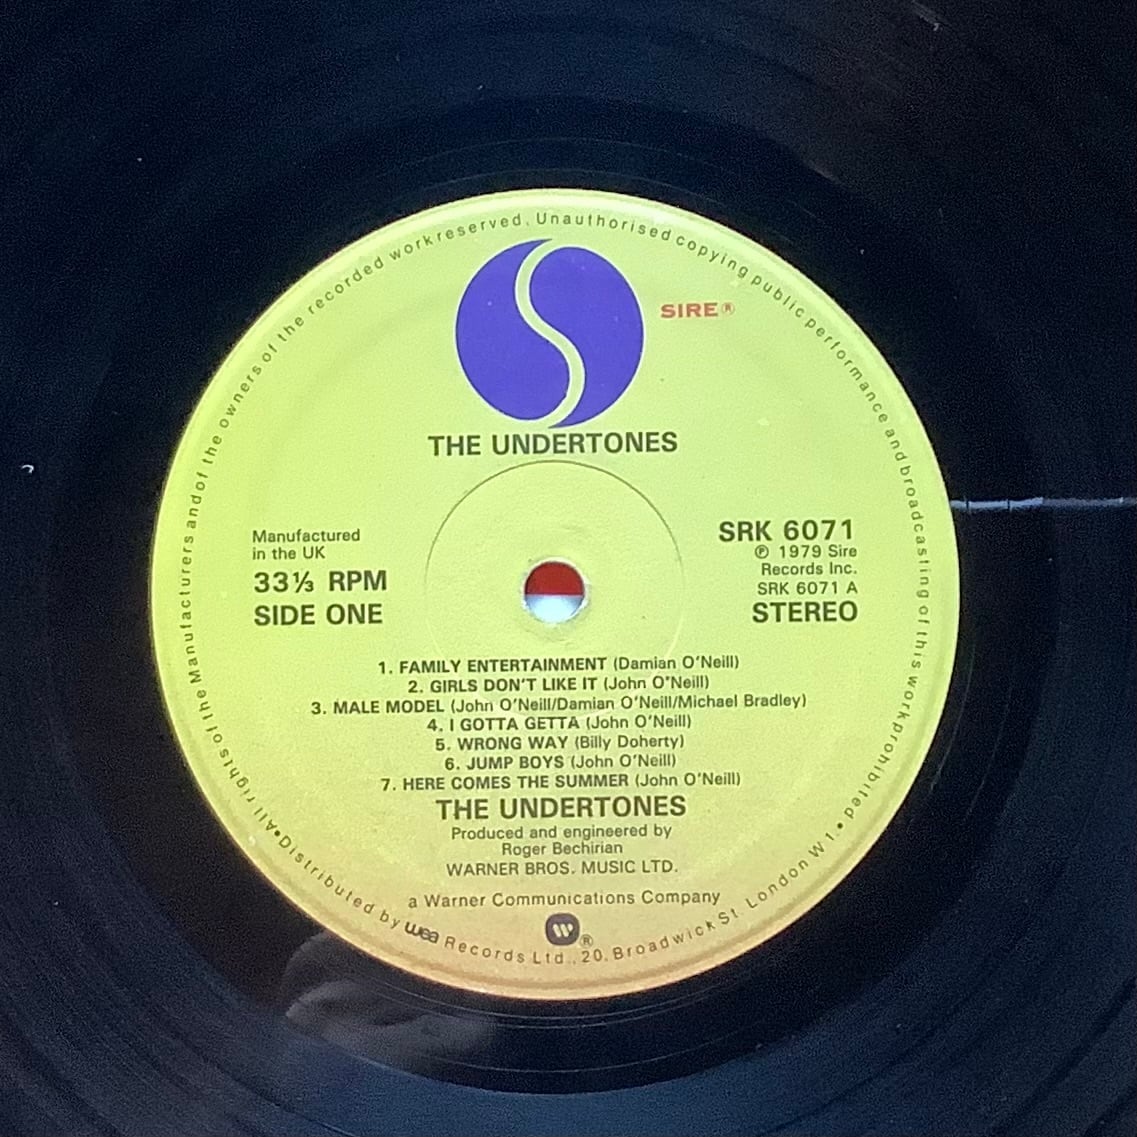 All rights of the Manufacturers and of the owners of the recorded work reserved. Unauthorised copying public performance and broadcasting of this work prohibited •
SIRE®
THE UNDERTONES
Manufactured
in the UK
33⅓ RPM
SIDE ONE
SRK 6071
℗ 1979 Sire
Records Inc.
SRK 6071 A
STEREO
1. FAMILY ENTERTAINMENT (Damian O'Neill)
2. GIRLS DON'T LIKE IT (John O'Neill)
3. MALE MODEL (John O'Neill/Damian O'Neill/Michael Bradley)
4. I GOTTA GETTA (John O'Neill)
5. WRONG WAY (Billy Doherty)
6. JUMP BOYS (John O'Neill)
7. HERE COMES THE SUMMER (John O'Neill)
THE UNDERTONES
Produced and engineered by
Roger Bechirian
WARNER BROS. MUSIC LTD.
a Warner Communications Company
W®
• Distributed by wea Records Ltd., 20, Broadwick St. London W1.